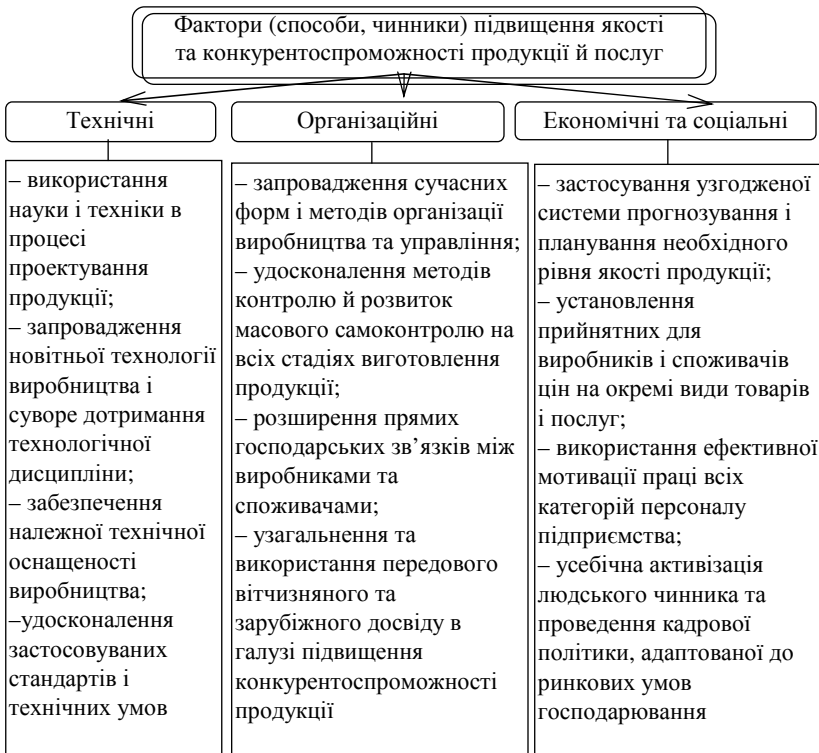 Фактори (способи, чинники) підвищення якості
та конкурентоспроможності продукції й послуг
Технічні
– використання
науки і техніки в
процесі
проектування
продукції;
– запровадження
новітньої технології
виробництва і
суворе дотримання
технологічної
дисципліни;
– забезпечення
належної технічної
оснащеності
виробництва;
–удосконалення
застосовуваних
стандартів і
технічних умов
Організаційні
– запровадження сучасних
форм і методів організації
виробництва та управління;
– удосконалення методів
контролю й розвиток
масового самоконтролю на
всіх стадіях виготовлення
продукції;
– розширення прямих
господарських зв’язків між
виробниками та
споживачами;
– узагальнення та
використання передового
вітчизняного та
зарубіжного досвіду в
галузі підвищення
конкурентоспроможності
продукції
Економічні та соціальні
– застосування узгодженої
системи прогнозування і
планування необхідного
рівня якості продукції;
– установлення
прийнятних для
виробників і споживачів
цін на окремі види товарів
і послуг;
– використання ефективної
мотивації праці всіх
категорій персоналу
підприємства;
– усебічна активізація
людського чинника та
проведення кадрової
політики, адаптованої до
ринкових умов
господарювання